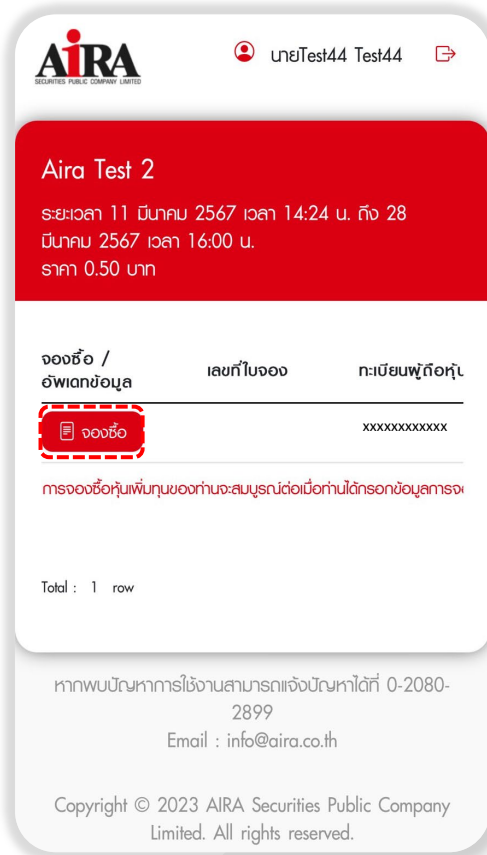 AiRA
SECURITIES PUBLIC COMPANY LIMITED
นายTest44 Test44
Aira Test 2
ระยะเวลา 11 มีนาคม 2567 เวลา 14:24 น. ถึง 28
มีนาคม 2567 เวลา 16:00 น.
ราคา 0.50 บาท
จองซื้อ /
อัพเดทข้อมูล
เลขที่ใบจอง
ทะเบียนผู้ถือหุ้น
จองซื้อ
xxxxxxxxxxxx
การจองซื้อหุ้นเพิ่มทุนของท่านจะสมบูรณ์ต่อเมื่อท่านได้กรอกข้อมูลการจอ
Total : 1 row
หากพบปัญหาการใช้งานสามารถแจ้งปัญหาได้ที่ 0-2080-
2899
Email : info@aira.co.th
Copyright © 2023 AIRA Securities Public Company
Limited. All rights reserved.